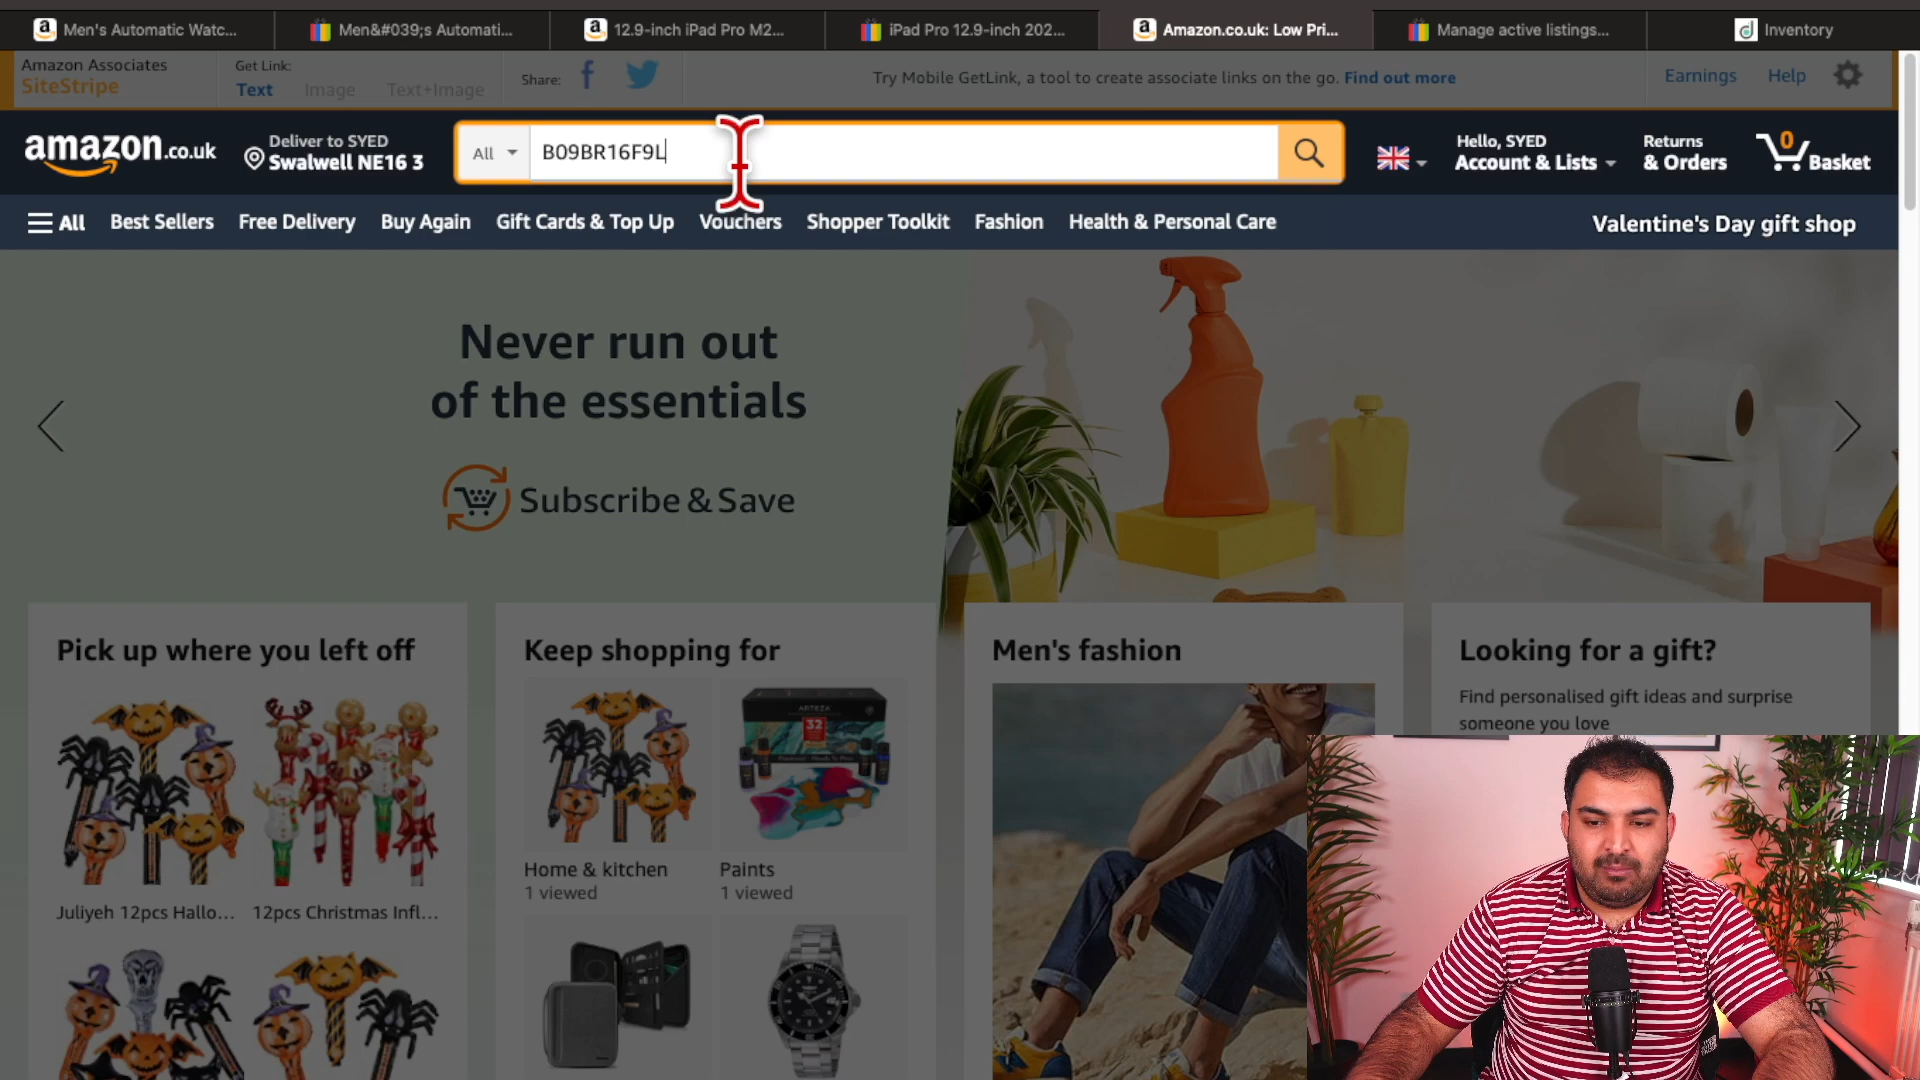 Men's Automatic Watc...
Men&#039;s Automati...
12.9-inch iPad Pro M2...
iPad Pro 12.9-inch 202...
Amazon.co.uk: Low Pri...
Manage active listings...
Inventory
Amazon Associates
SiteStripe
Get Link:
Text
Image
Text+Image
Share:
Try Mobile GetLink, a tool to create associate links on the go. Find out more
Earnings
Help
amazon.co.uk
Deliver to SYED
Swalwell NE16 3
All
B09BR16F9L
Hello, SYED
Account & Lists
Returns
& Orders
0
Basket
All
Best Sellers
Free Delivery
Buy Again
Gift Cards & Top Up
Vouchers
Shopper Toolkit
Fashion
Health & Personal Care
Valentine's Day gift shop
Never run out
of the essentials
Subscribe & Save
Pick up where you left off
Juliyeh 12pcs Hallo...
12pcs Christmas Infl...
Keep shopping for
ARTEZA
32
Home & kitchen
1 viewed
Paints
1 viewed
Men's fashion
Looking for a gift?
Find personalised gift ideas and surprise
someone you love